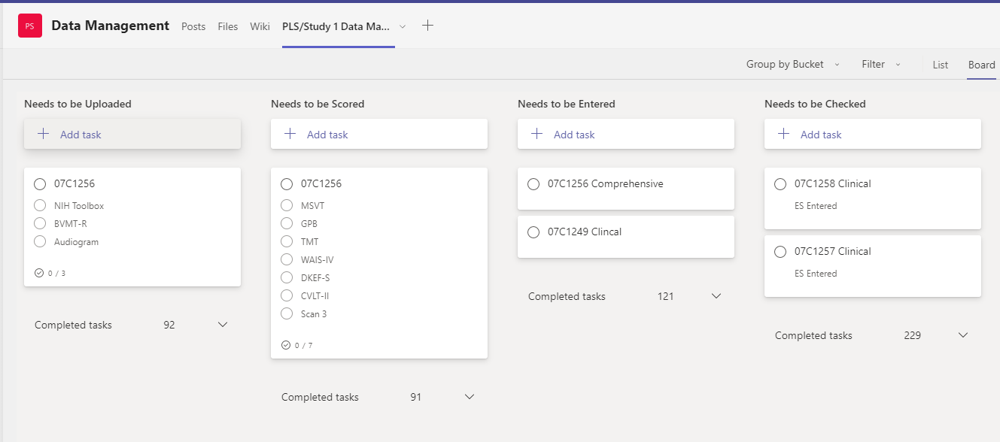 PS Data Management Posts Files Wiki PLS/Study 1 Data Ma...
Group by Bucket Filter List Board
Needs to be Uploaded
Add task
07C1256
NIH Toolbox
BVMT-R
Audiogram
0 / 3
Completed tasks 92
Needs to be Scored
Add task
07C1256
MSVT
GPB
TMT
WAIS-IV
DKEF-S
CVLT-II
Scan 3
0 / 7
Completed tasks 91
Needs to be Entered
Add task
07C1256 Comprehensive
07C1249 Clincal
Completed tasks 121
Needs to be Checked
Add task
07C1258 Clinical
ES Entered
07C1257 Clinical
ES Entered
Completed tasks 229